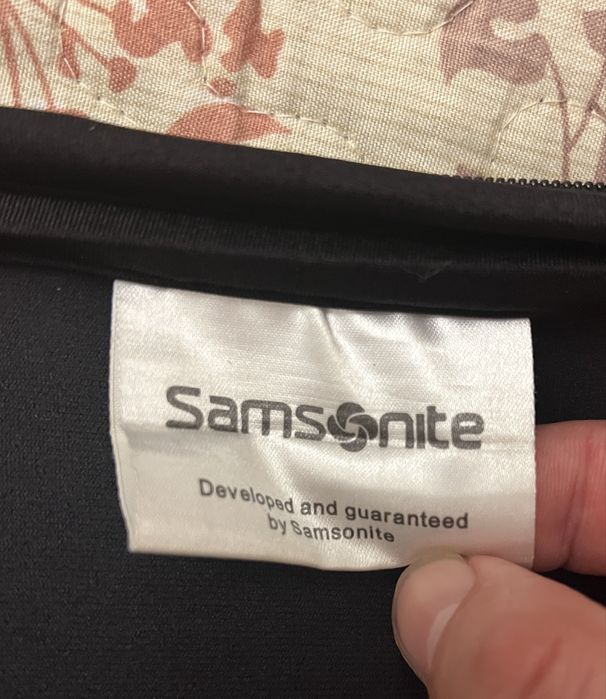 Samsonite
Developed and guaranteed
by Samsonite